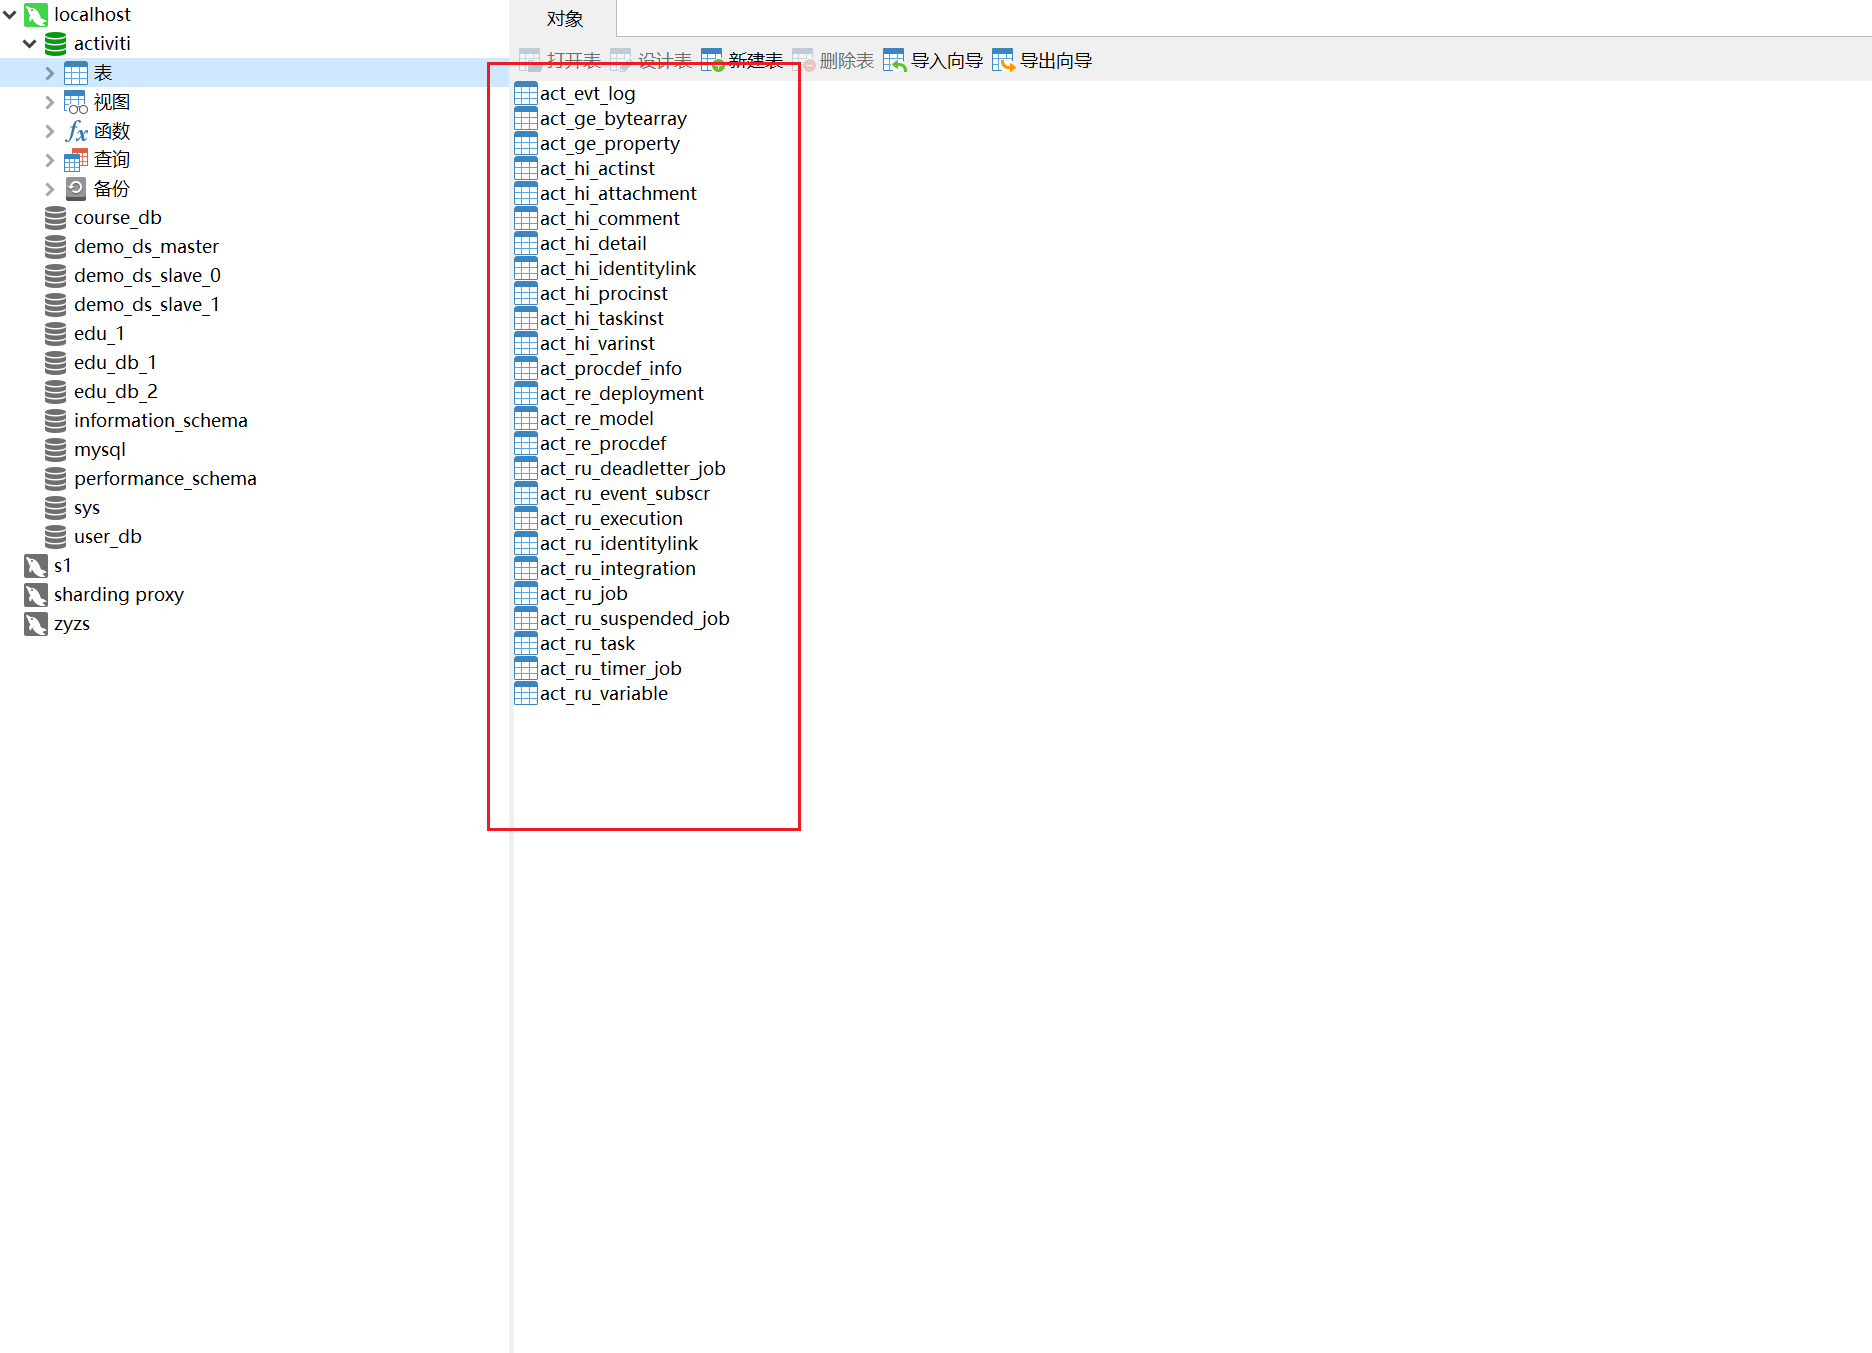 localhost
activiti
表
视图
函数
查询
备份
course_db
demo_ds_master
demo_ds_slave_0
demo_ds_slave_1
edu_1
edu_db_1
edu_db_2
information_schema
mysql
performance_schema
sys
user_db
s1
sharding proxy
zyzs
对象
打开表 设计表 新建表 删除表 导入向导 导出向导
act_evt_log
act_ge_bytearray
act_ge_property
act_hi_actinst
act_hi_attachment
act_hi_comment
act_hi_detail
act_hi_identitylink
act_hi_procinst
act_hi_taskinst
act_hi_varinst
act_procdef_info
act_re_deployment
act_re_model
act_re_procdef
act_ru_deadletter_job
act_ru_event_subscr
act_ru_execution
act_ru_identitylink
act_ru_integration
act_ru_job
act_ru_suspended_job
act_ru_task
act_ru_timer_job
act_ru_variable